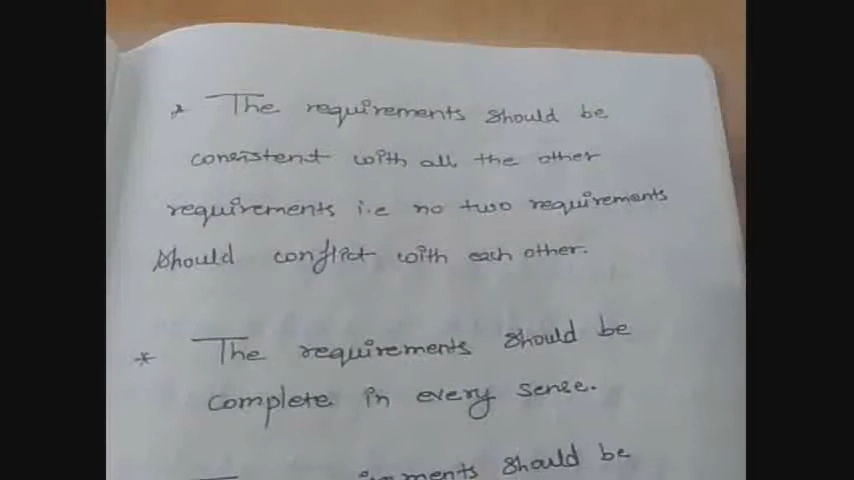 * The requirements should be
consistent with all the other
requirements i.e no two requirements
should conflict with each other.
* The requirements should be
complete in every sense.
should be